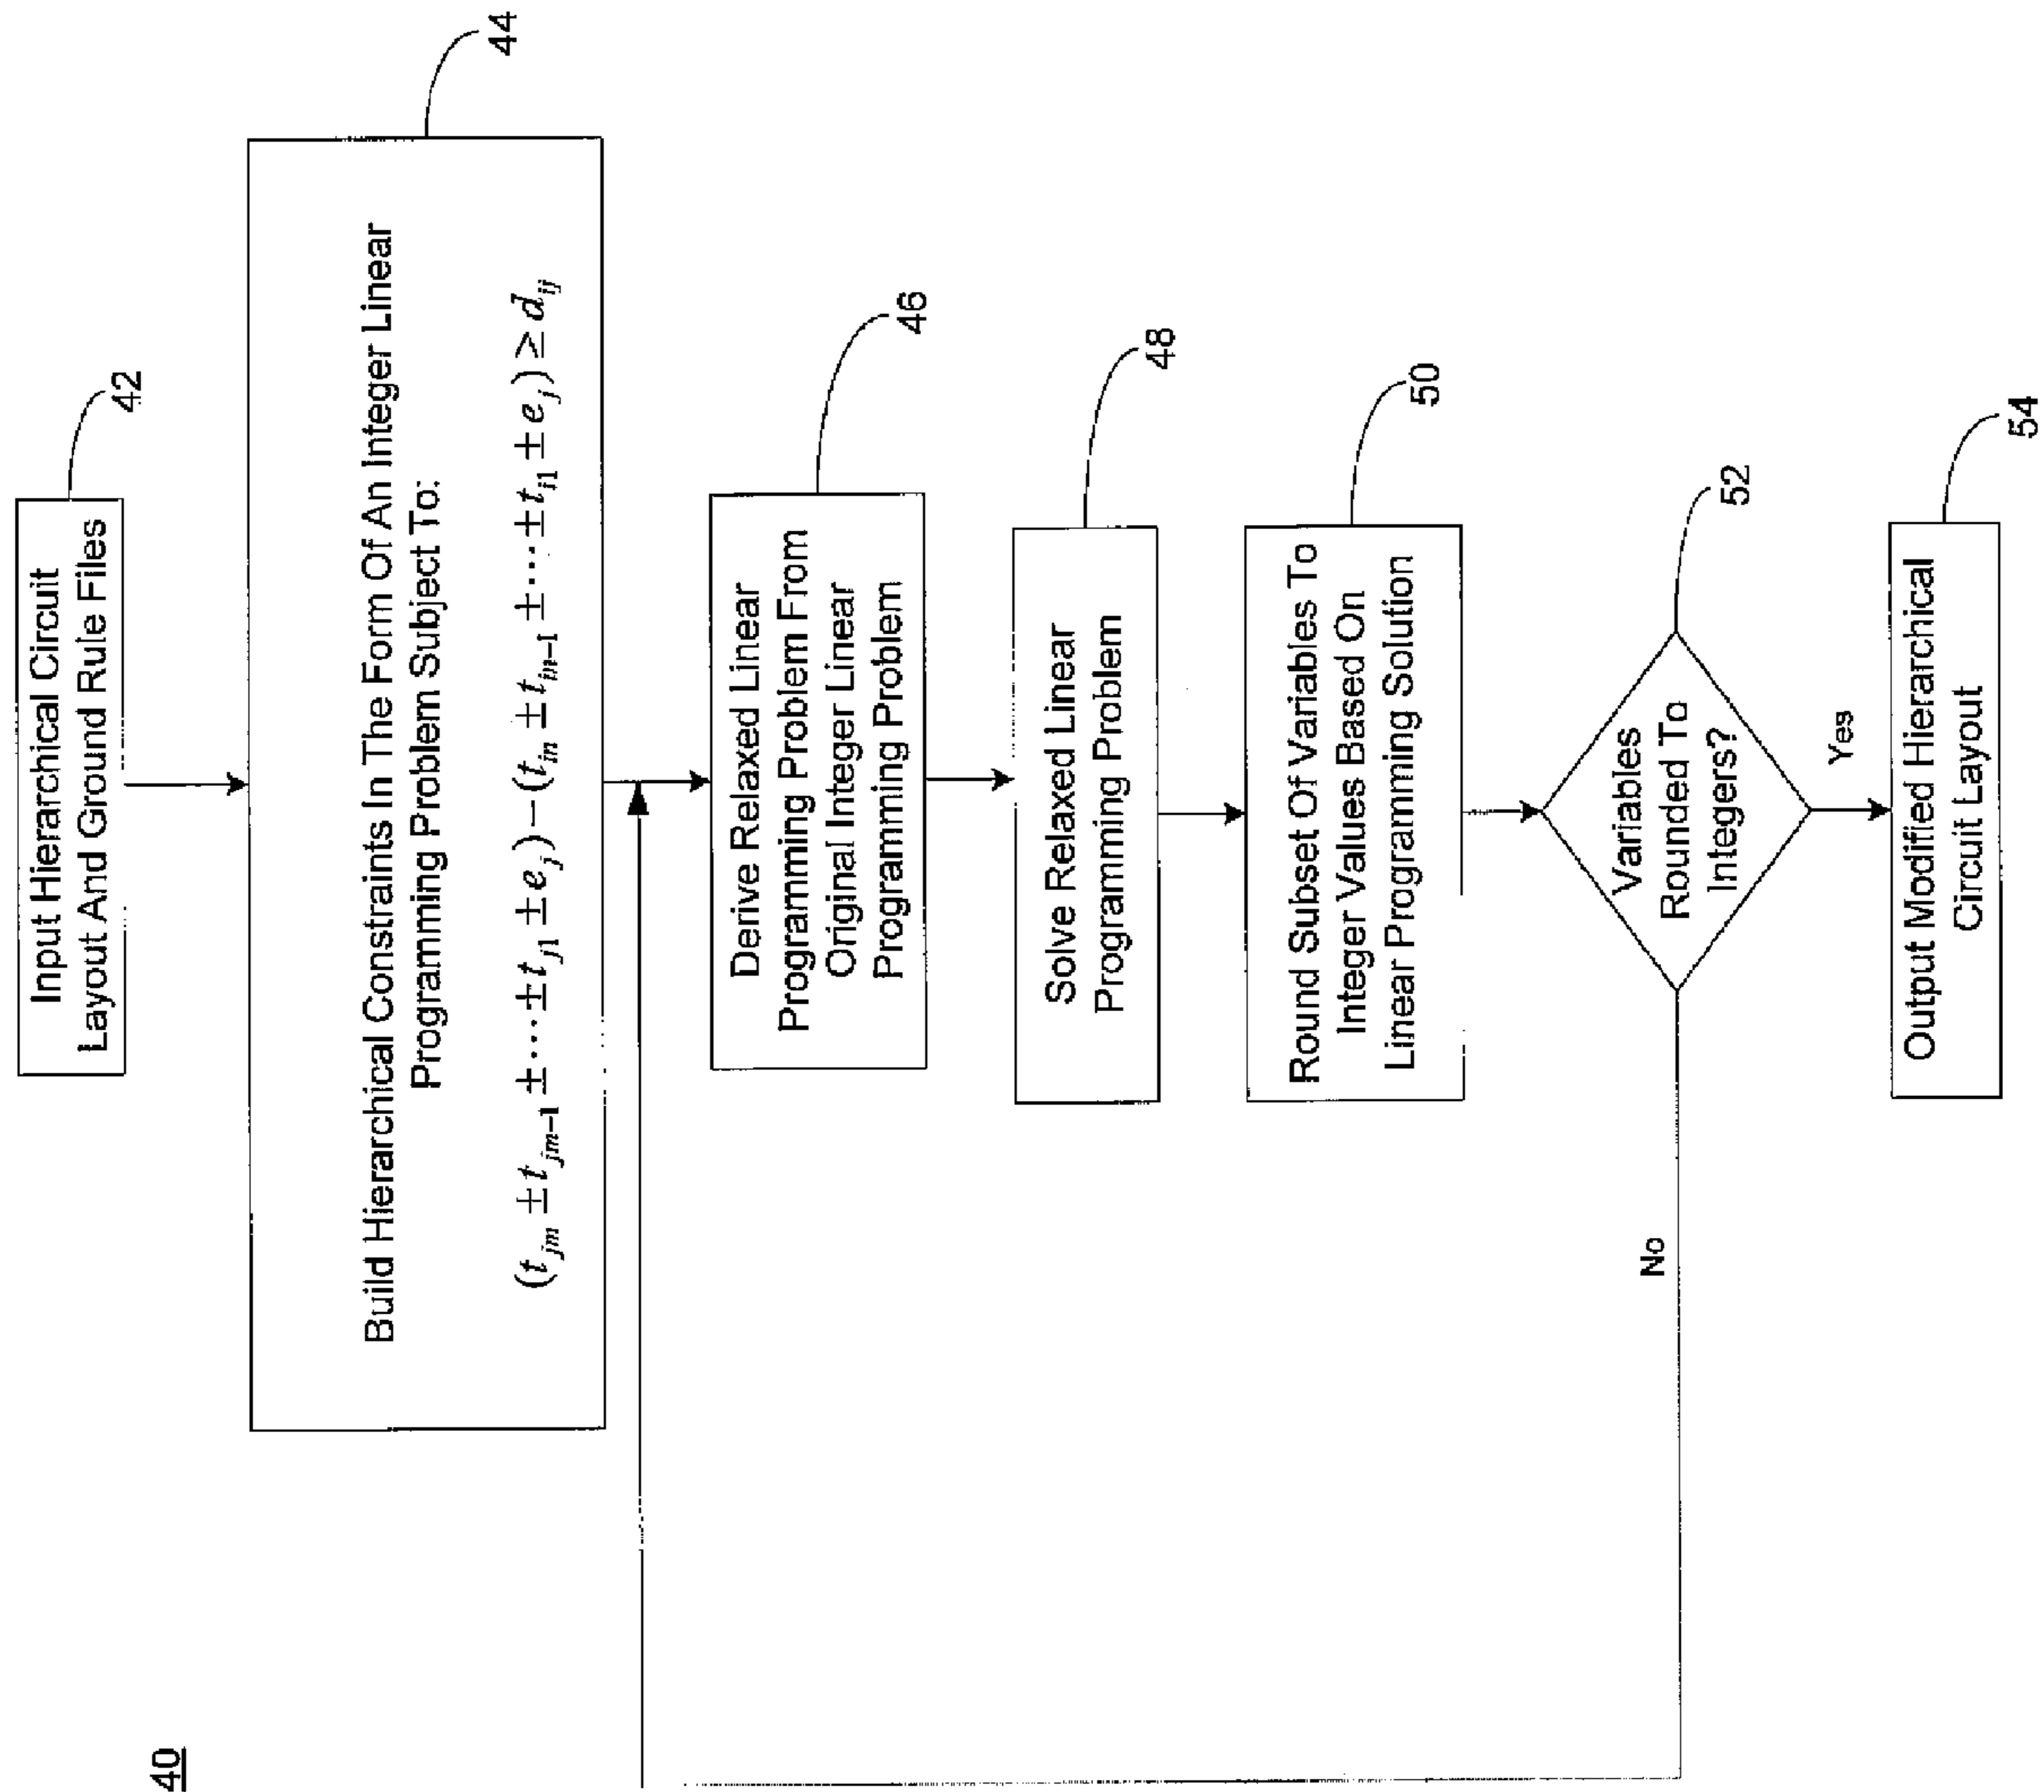 40
Input Hierarchical Circuit
Layout And Ground Rule Files
42
Build Hierarchical Constraints In The Form Of An Integer Linear
Programming Problem Subject To:
(t_{jm} ± t_{jm-1} ± ··· ± t_{j1} ± e_j) − (t_{in} ± t_{in-1} ± ··· ± t_{i1} ± e_j) ≥ d_{ij}
44
Derive Relaxed Linear
Programming Problem From
Original Integer Linear
Programming Problem
46
Solve Relaxed Linear
Programming Problem
48
Round Subset Of Variables To
Integer Values Based On
Linear Programming Solution
50
Variables
Rounded To
Integers?
52
No
Yes
Output Modified Hierarchical
Circuit Layout
54